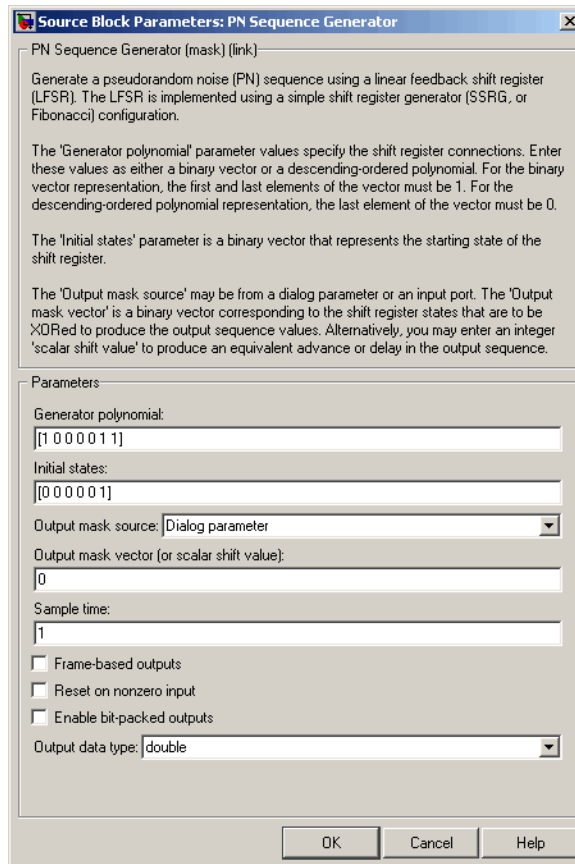 Source Block Parameters: PN Sequence Generator
PN Sequence Generator (mask) (link)
Generate a pseudorandom noise (PN) sequence using a linear feedback shift register
(LFSR). The LFSR is implemented using a simple shift register generator (SSRG, or
Fibonacci) configuration.
The 'Generator polynomial' parameter values specify the shift register connections. Enter
these values as either a binary vector or a descending-ordered polynomial. For the binary
vector representation, the first and last elements of the vector must be 1. For the
descending-ordered polynomial representation, the last element of the vector must be 0.
The 'Initial states' parameter is a binary vector that represents the starting state of the
shift register.
The 'Output mask source' may be from a dialog parameter or an input port. The 'Output
mask vector' is a binary vector corresponding to the shift register states that are to be
XORed to produce the output sequence values. Alternatively, you may enter an integer
'scalar shift value' to produce an equivalent advance or delay in the output sequence.
Parameters
Generator polynomial:
[1 0 0 0 0 1 1]
Initial states:
[0 0 0 0 0 1]
Output mask source: Dialog parameter
Output mask vector (or scalar shift value):
0
Sample time:
1
Frame-based outputs
Reset on nonzero input
Enable bit-packed outputs
Output data type: double
OK Cancel Help